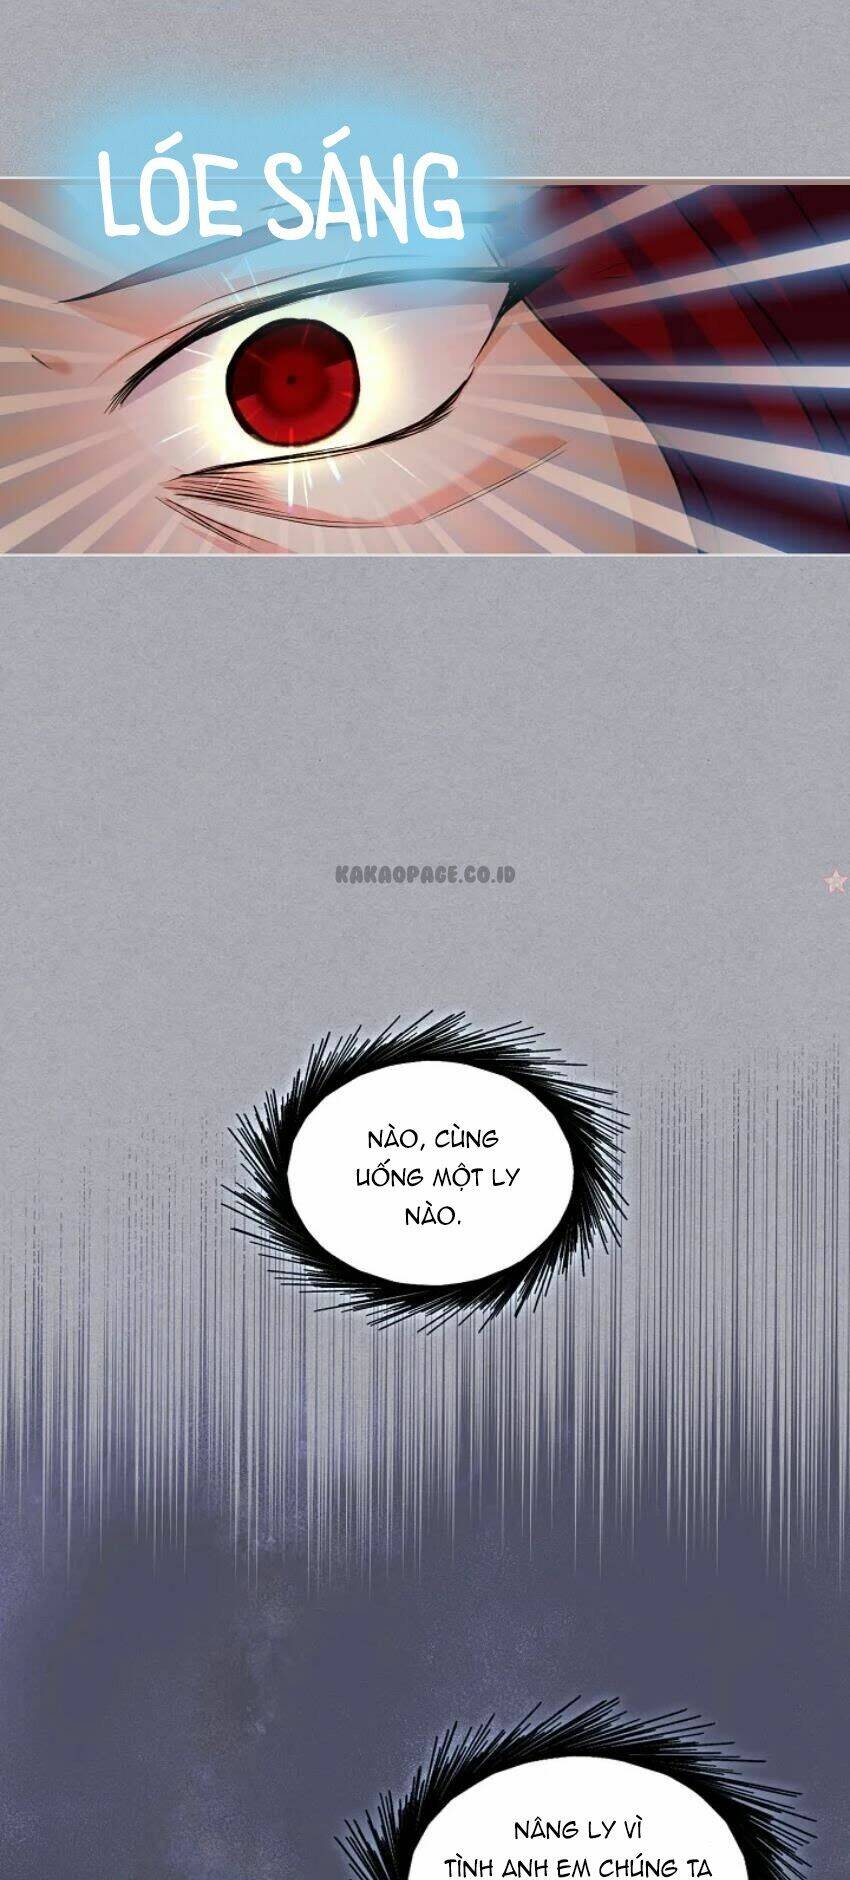 LÓE SÁNG
KAKAOPAGE.CO.ID
NÀO, CÙNG
UỐNG MỘT LY
NÀO.
NÂNG LY VÌ
TÌNH ANH EM CHÚNG TA